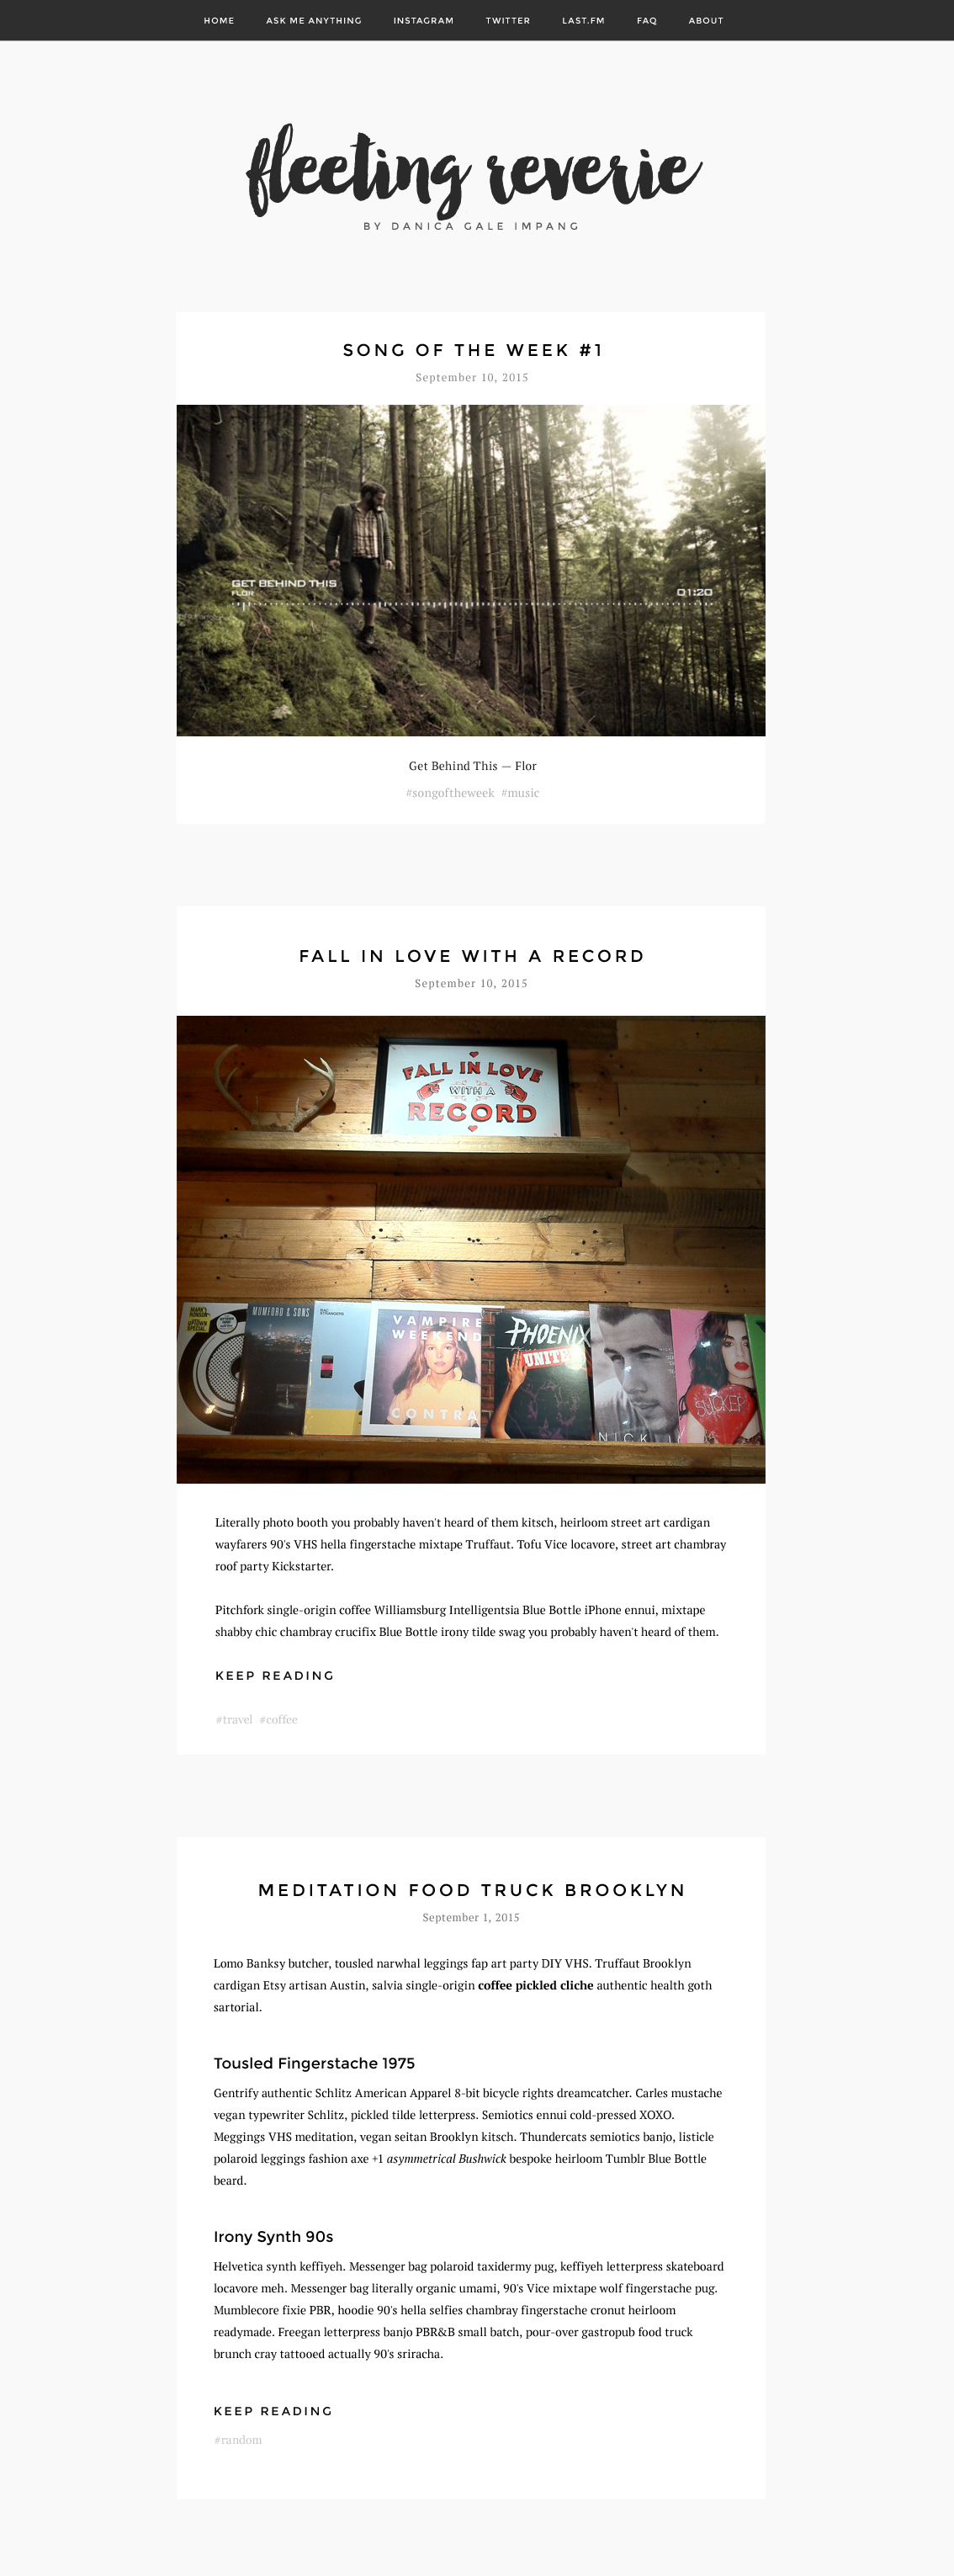 HOME ASK ME ANYTHING INSTAGRAM TWITTER LAST.FM FAQ ABOUT
fleeting reverie
BY DANICA GALE IMPANG
SONG OF THE WEEK #1
September 10, 2015
GET BEHIND THIS
FLOR
01:20
Get Behind This — Flor
#songoftheweek #music
FALL IN LOVE WITH A RECORD
September 10, 2015
FALL IN LOVE
WITH A
RECORD
MUMFORD & SONS
VAMPIRE
WEEKEND
CONTRA
PHOENIX
UNITED
NICK
SUCKER
Literally photo booth you probably haven't heard of them kitsch, heirloom street art cardigan
wayfarers 90's VHS hella fingerstache mixtape Truffaut. Tofu Vice locavore, street art chambray
roof party Kickstarter.
Pitchfork single-origin coffee Williamsburg Intelligentsia Blue Bottle iPhone ennui, mixtape
shabby chic chambray crucifix Blue Bottle irony tilde swag you probably haven't heard of them.
KEEP READING
#travel #coffee
MEDITATION FOOD TRUCK BROOKLYN
September 1, 2015
Lomo Banksy butcher, tousled narwhal leggings fap art party DIY VHS. Truffaut Brooklyn
cardigan Etsy artisan Austin, salvia single-origin coffee pickled cliche authentic health goth
sartorial.
Tousled Fingerstache 1975
Gentrify authentic Schlitz American Apparel 8-bit bicycle rights dreamcatcher. Carles mustache
vegan typewriter Schlitz, pickled tilde letterpress. Semiotics ennui cold-pressed XOXO.
Meggings VHS meditation, vegan seitan Brooklyn kitsch. Thundercats semiotics banjo, listicle
polaroid leggings fashion axe +1 asymmetrical Bushwick bespoke heirloom Tumblr Blue Bottle
beard.
Irony Synth 90s
Helvetica synth keffiyeh. Messenger bag polaroid taxidermy pug, keffiyeh letterpress skateboard
locavore meh. Messenger bag literally organic umami, 90's Vice mixtape wolf fingerstache pug.
Mumblecore fixie PBR, hoodie 90's hella selfies chambray fingerstache cronut heirloom
readymade. Freegan letterpress banjo PBR&B small batch, pour-over gastropub food truck
brunch cray tattooed actually 90's sriracha.
KEEP READING
#random